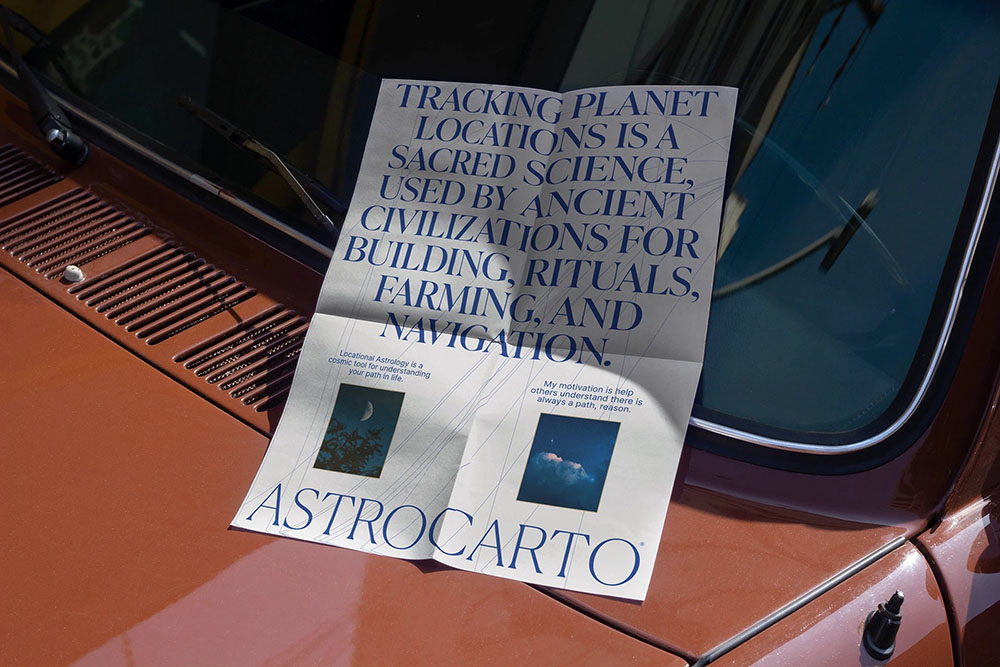 TRACKING PLANET
LOCATIONS IS A
SACRED SCIENCE,
USED BY ANCIENT
CIVILIZATIONS FOR
BUILDING, RITUALS,
FARMING, AND
NAVIGATION.
Locational Astrology is a
cosmic tool for understanding
your path in life.
My motivation is help
others understand there is
always a path, reason.
ASTROCARTO